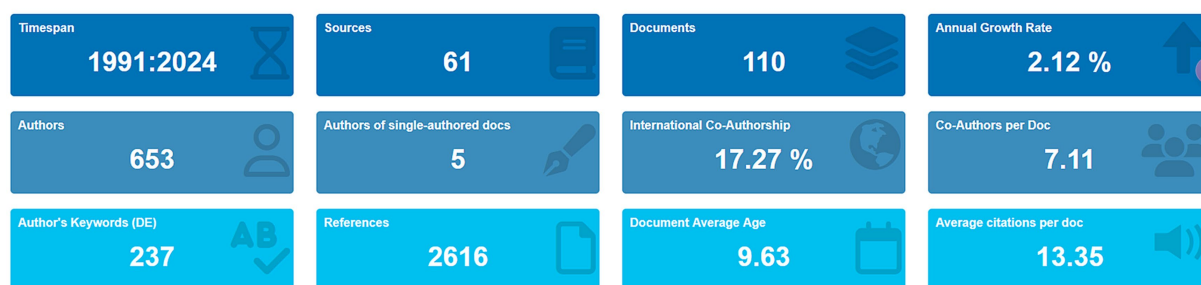 Timespan
1991:2024
Sources
61
Documents
110
Annual Growth Rate
2.12 %
Authors
653
Authors of single-authored docs
5
International Co-Authorship
17.27 %
Co-Authors per Doc
7.11
Author's Keywords (DE)
237
AB
References
2616
Document Average Age
9.63
Average citations per doc
13.35